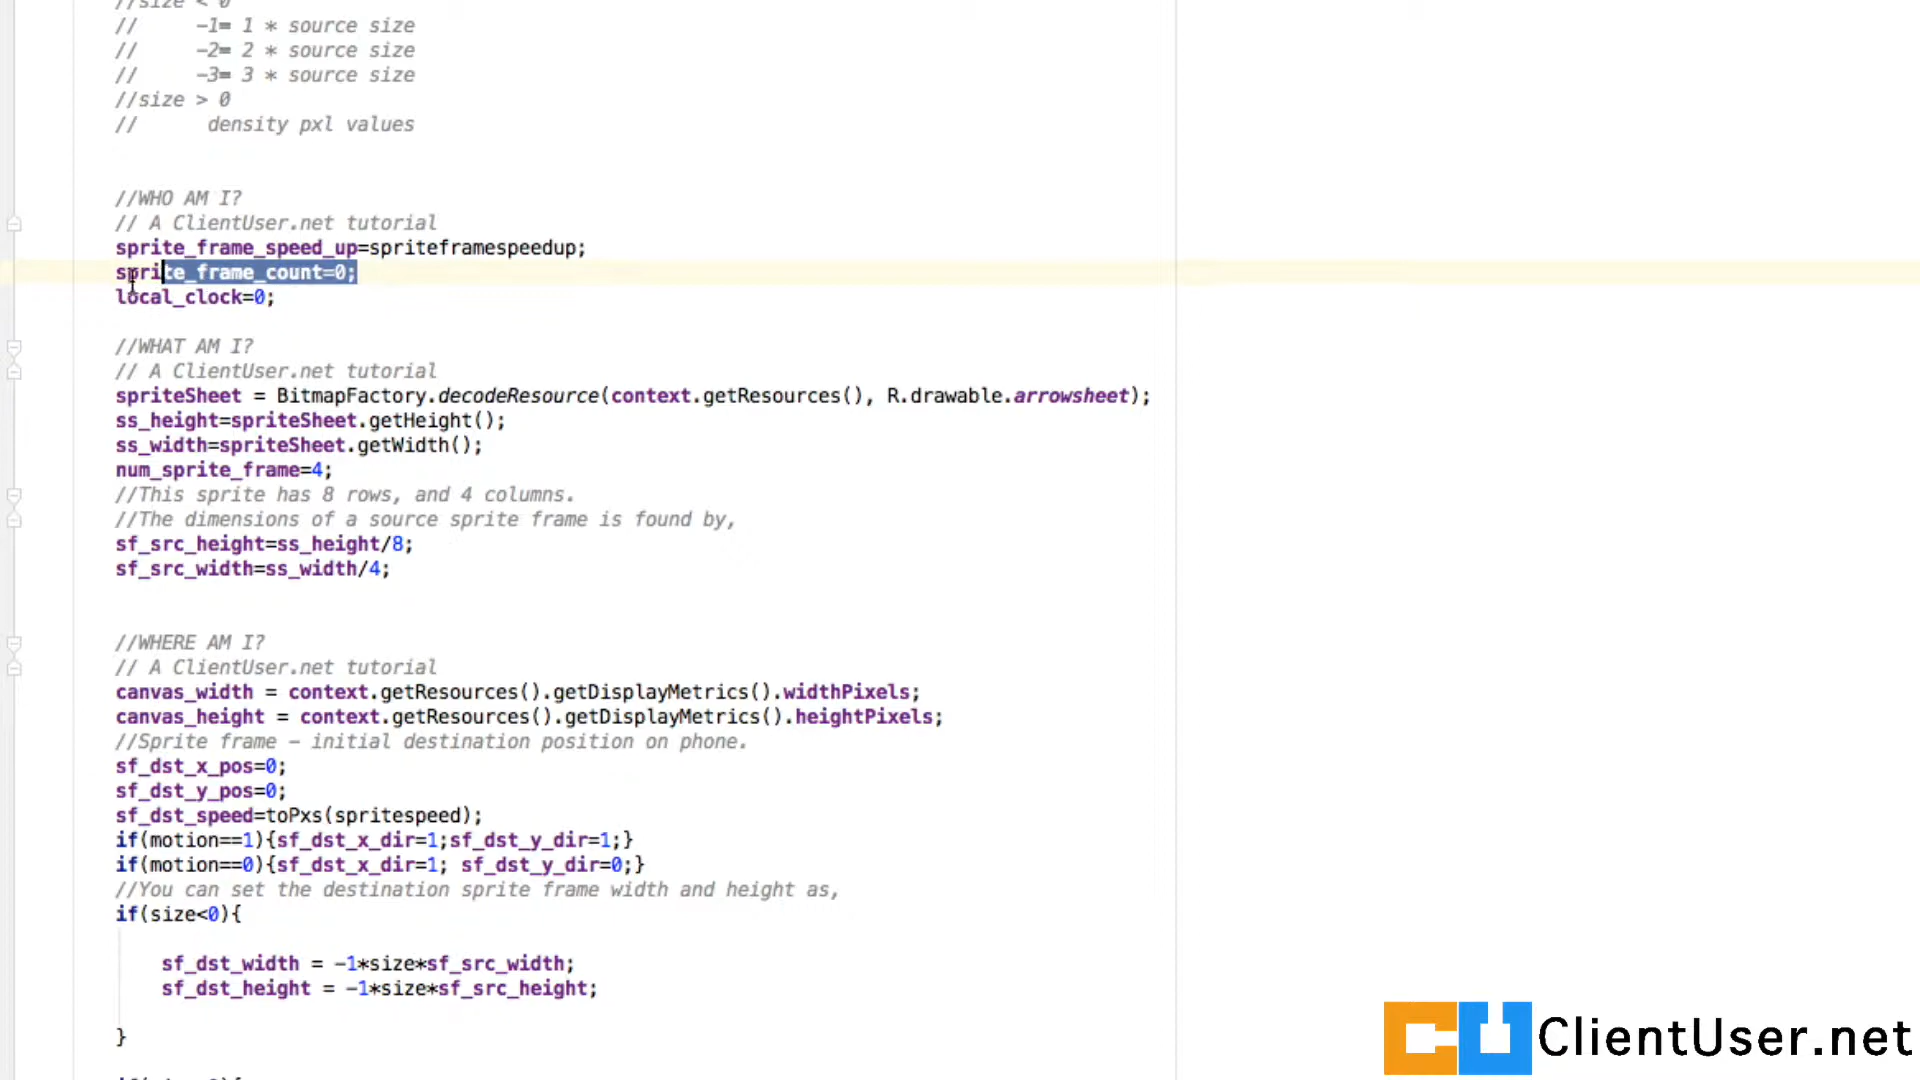 //size < 0
//     -1= 1 * source size
//     -2= 2 * source size
//     -3= 3 * source size
//size > 0
//      density pxl values
//WHO AM I?
// A ClientUser.net tutorial
sprite_frame_speed_up=spriteframespeedup;
sprite_frame_count=0;
local_clock=0;
//WHAT AM I?
// A ClientUser.net tutorial
spriteSheet = BitmapFactory.decodeResource(context.getResources(), R.drawable.arrowsheet);
ss_height=spriteSheet.getHeight();
ss_width=spriteSheet.getWidth();
num_sprite_frame=4;
//This sprite has 8 rows, and 4 columns.
//The dimensions of a source sprite frame is found by,
sf_src_height=ss_height/8;
sf_src_width=ss_width/4;
//WHERE AM I?
// A ClientUser.net tutorial
canvas_width = context.getResources().getDisplayMetrics().widthPixels;
canvas_height = context.getResources().getDisplayMetrics().heightPixels;
//Sprite frame - initial destination position on phone.
sf_dst_x_pos=0;
sf_dst_y_pos=0;
sf_dst_speed=toPxs(spritespeed);
if(motion==1){sf_dst_x_dir=1;sf_dst_y_dir=1;}
if(motion==0){sf_dst_x_dir=1; sf_dst_y_dir=0;}
//You can set the destination sprite frame width and height as,
if(size<0){
sf_dst_width = -1*size*sf_src_width;
sf_dst_height = -1*size*sf_src_height;
}
ClientUser.net